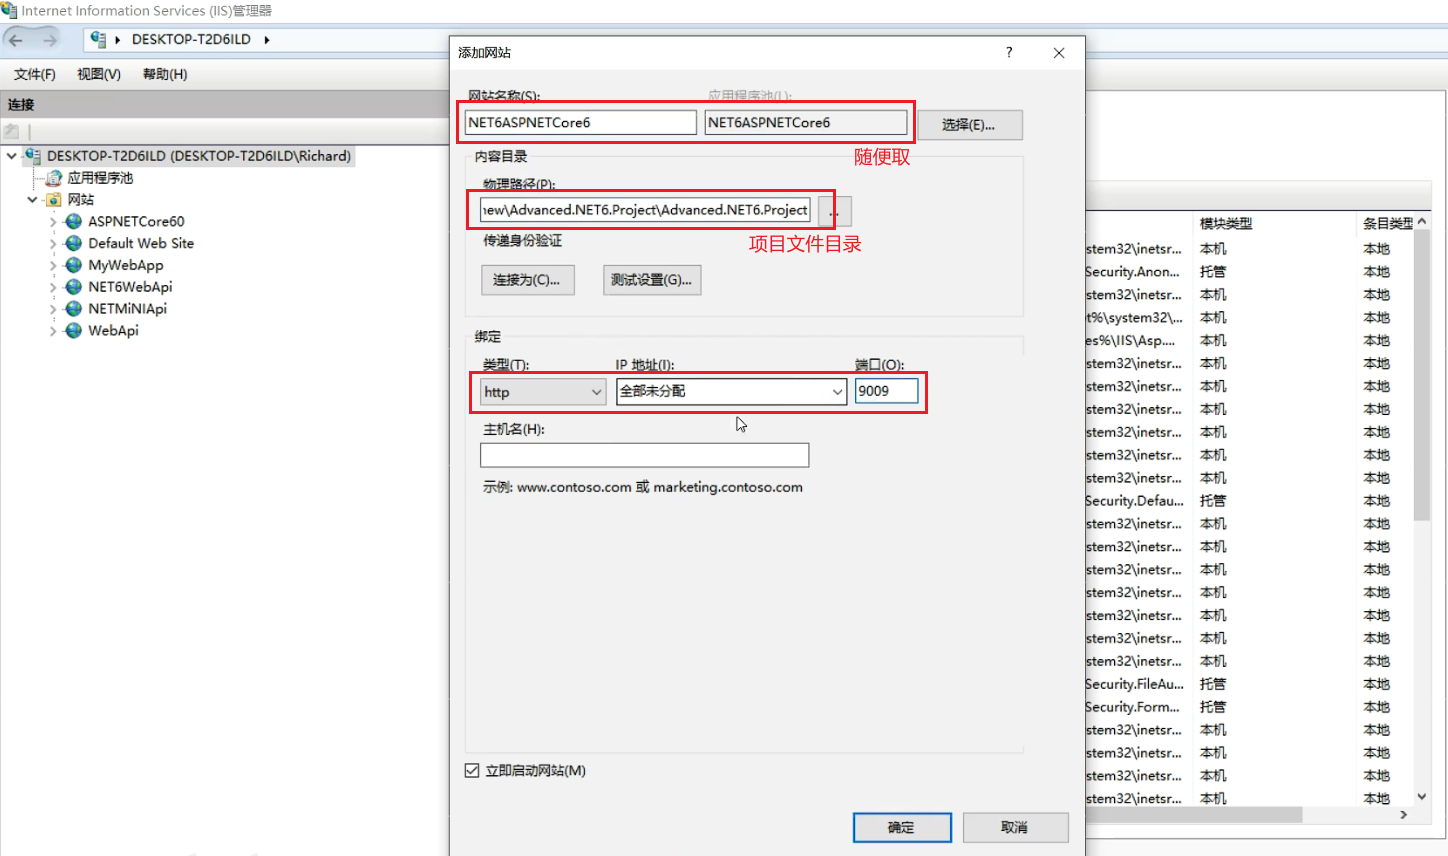 Internet Information Services (IIS)管理器
DESKTOP-T2D6ILD
文件(F) 视图(V) 帮助(H)
连接
DESKTOP-T2D6ILD (DESKTOP-T2D6ILD\Richard)
应用程序池
网站
ASPNETCore60
Default Web Site
MyWebApp
NET6WebApi
NETMiNIApi
WebApi
添加网站
?
网站名称(S): 应用程序池(L):
NET6ASPNETCore6 NET6ASPNETCore6 选择(E)...
随便取
内容目录
物理路径(P):
new\Advanced.NET6.Project\Advanced.NET6.Project ...
项目文件目录
传递身份验证
连接为(C)... 测试设置(G)...
绑定
类型(T): IP 地址(I): 端口(O):
http 全部未分配 9009
主机名(H):
示例: www.contoso.com 或 marketing.contoso.com
立即启动网站(M)
确定 取消
模块类型 条目类型
stem32\inetsr... 本机 本地
Security.Anon... 托管 本地
stem32\inetsr... 本机 本地
t%\system32\... 本机 本地
es%\IIS\Asp.... 本机 本地
stem32\inetsr... 本机 本地
stem32\inetsr... 本机 本地
stem32\inetsr... 本机 本地
stem32\inetsr... 本机 本地
stem32\inetsr... 本机 本地
stem32\inetsr... 本机 本地
Security.Defau... 托管 本地
stem32\inetsr... 本机 本地
stem32\inetsr... 本机 本地
stem32\inetsr... 本机 本地
stem32\inetsr... 本机 本地
stem32\inetsr... 本机 本地
stem32\inetsr... 本机 本地
stem32\inetsr... 本机 本地
Security.FileAu... 托管 本地
Security.Form... 托管 本地
stem32\inetsr... 本机 本地
stem32\inetsr... 本机 本地
stem32\inetsr... 本机 本地
stem32\inetsr... 本机 本地